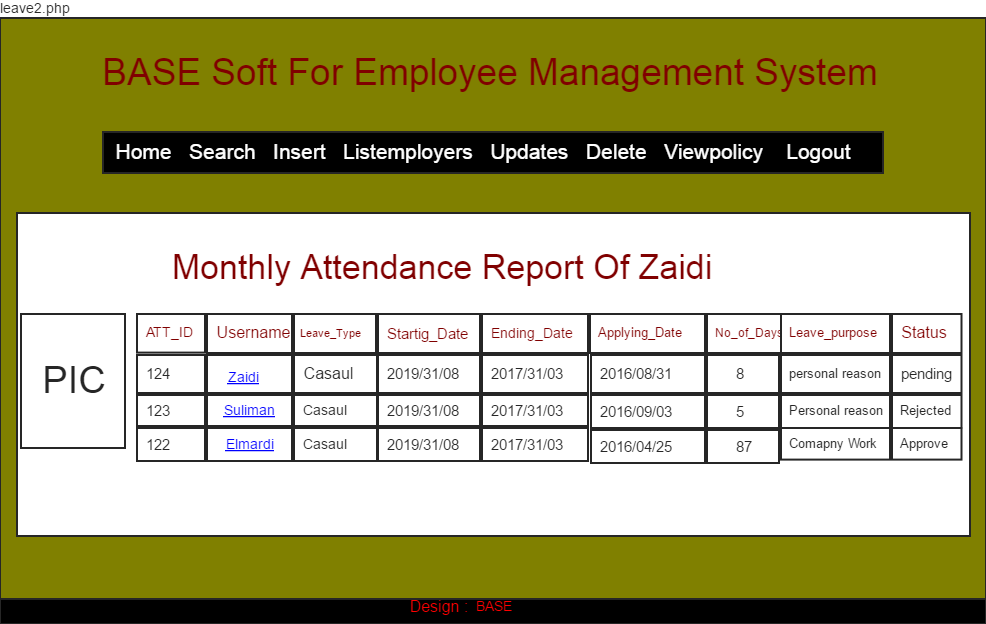 leave2.php
BASE Soft For Employee Management System
Home Search Insert Listemployers Updates Delete Viewpolicy Logout
Monthly Attendance Report Of Zaidi
PIC
ATT_ID Username Leave_Type Startig_Date Ending_Date Applying_Date No_of_Days Leave_purpose Status
124 Zaidi Casaul 2019/31/08 2017/31/03 2016/08/31 8 personal reason pending
123 Suliman Casaul 2019/31/08 2017/31/03 2016/09/03 5 Personal reason Rejected
122 Elmardi Casaul 2019/31/08 2017/31/03 2016/04/25 87 Comapny Work Approve
Design : BASE